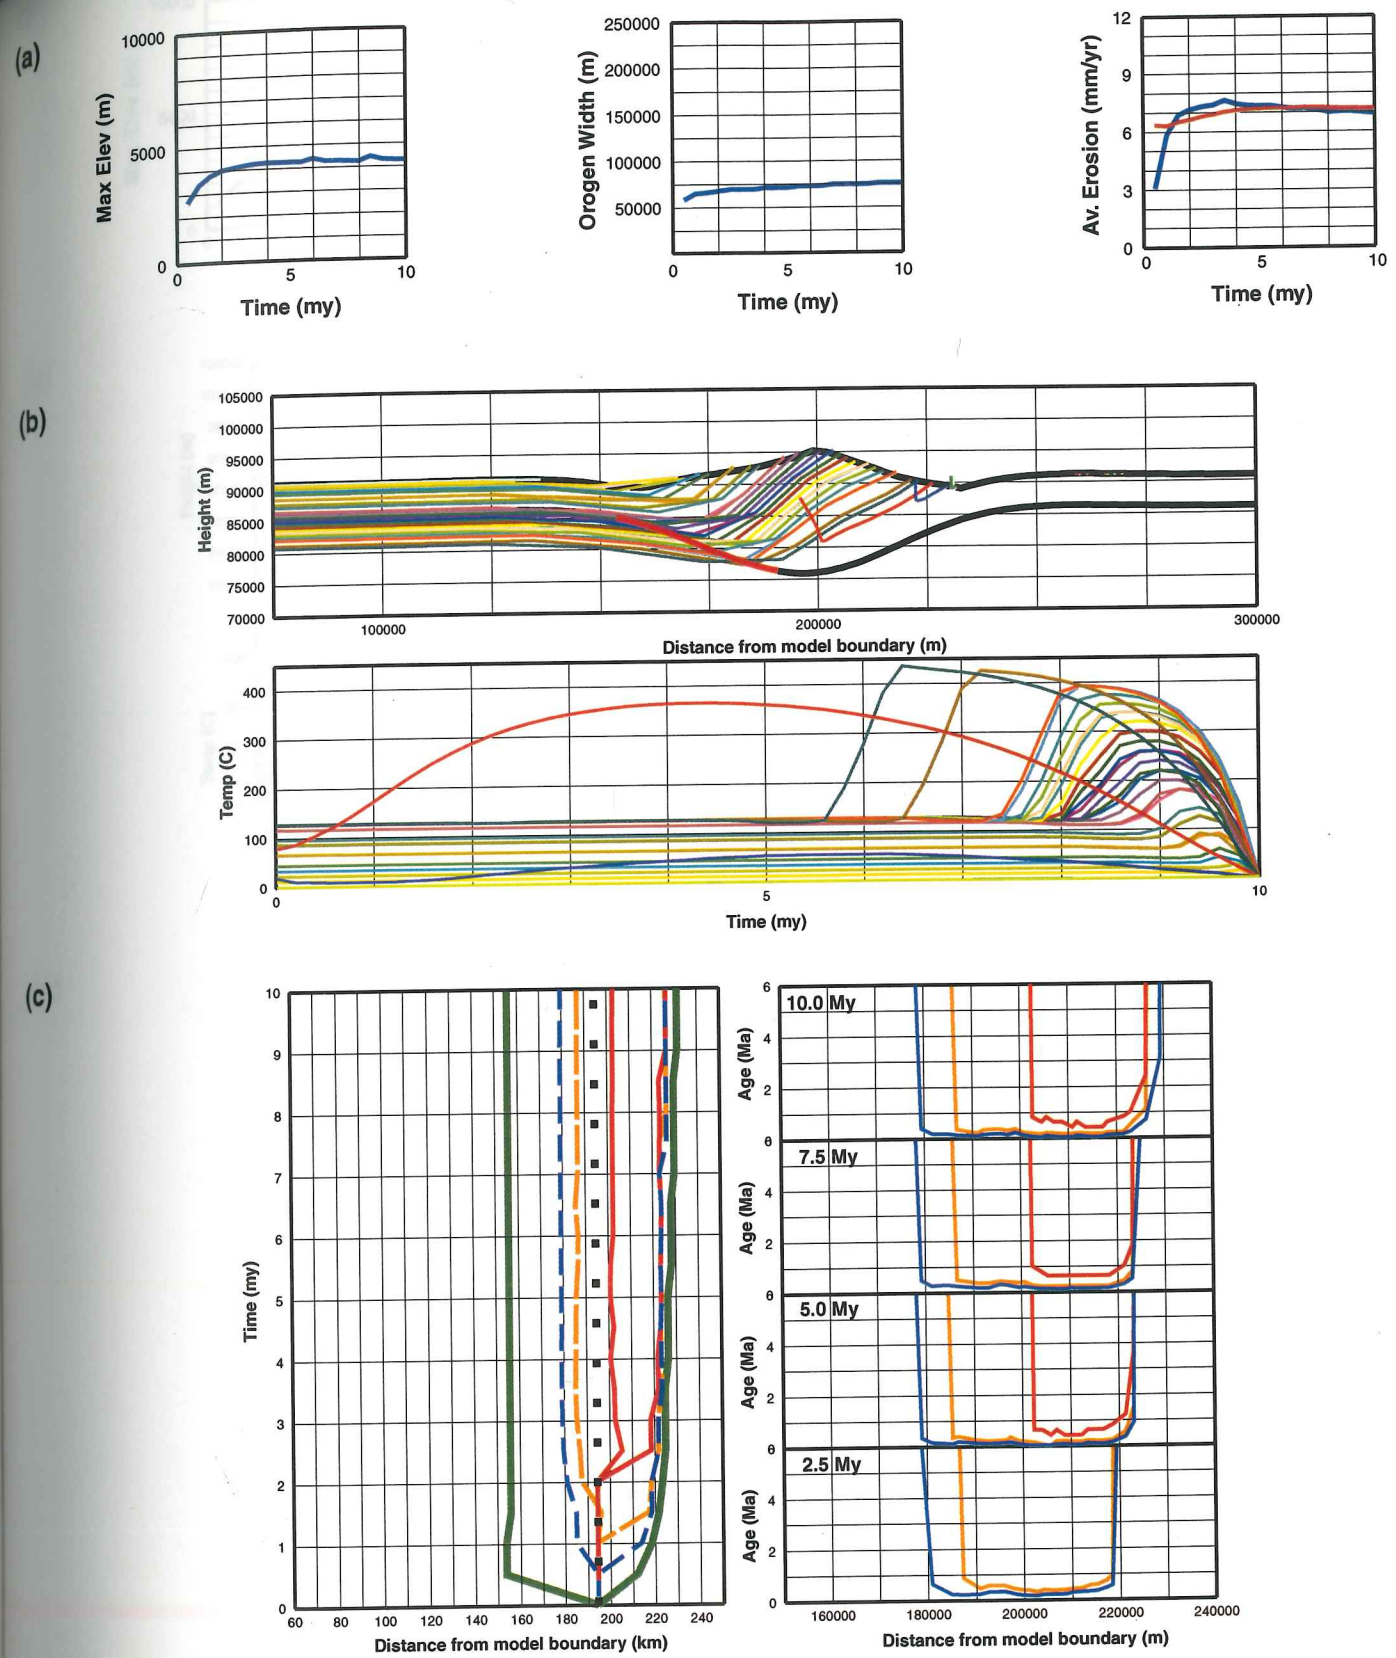 (a)
10000
5000
0
Max Elev (m)
0 5 10
Time (my)
250000
200000
150000
100000
50000
Orogen Width (m)
0 5 10
Time (my)
12
9
6
3
0
Av. Erosion (mm/yr)
0 5 10
Time (my)
(b)
105000
100000
95000
90000
85000
80000
75000
70000
Height (m)
100000 200000 300000
Distance from model boundary (m)
400
300
200
100
0
Temp (C)
0 5 10
Time (my)
(c)
10
9
8
7
6
5
4
3
2
1
0
Time (my)
60 80 100 120 140 160 180 200 220 240
Distance from model boundary (km)
10.0 My
6
4
2
0
Age (Ma)
7.5 My
4
2
0
Age (Ma)
5.0 My
4
2
0
Age (Ma)
2.5 My
4
2
0
Age (Ma)
160000 180000 200000 220000 240000
Distance from model boundary (m)